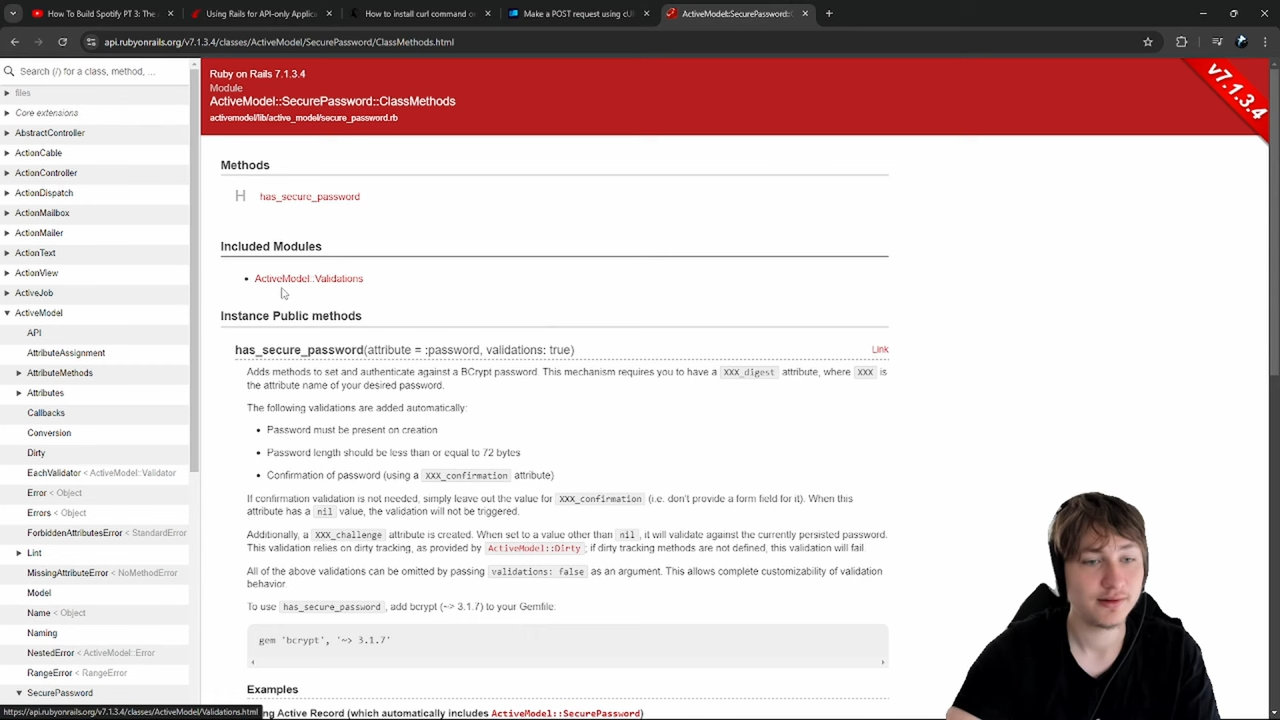 How To Build Spotify PT 3: The
Using Rails for API-only Applica
How to install curl command o
Make a POST request using cU
ActiveModel::SecurePassword::C
api.rubyonrails.org/v7.1.3.4/classes/ActiveModel/SecurePassword/ClassMethods.html
Search (/) for a class, method, ...
files
Core extensions
AbstractController
ActionCable
ActionController
ActionDispatch
ActionMailbox
ActionMailer
ActionText
ActionView
ActiveJob
ActiveModel
API
AttributeAssignment
AttributeMethods
Attributes
Callbacks
Conversion
Dirty
EachValidator < ActiveModel::Validator
Error < Object
Errors < Object
ForbiddenAttributesError < StandardError
Lint
MissingAttributeError < NoMethodError
Model
Name < Object
Naming
NestedError < ActiveModel::Error
RangeError < RangeError
SecurePassword
https://api.rubyonrails.org/v7.1.3.4/classes/ActiveModel/Validations.html
Ruby on Rails 7.1.3.4
Module
ActiveModel::SecurePassword::ClassMethods
activemodel/lib/active_model/secure_password.rb
v7.1.3.4
Methods
H has_secure_password
Included Modules
• ActiveModel::Validations
Instance Public methods
has_secure_password(attribute = :password, validations: true) Link
Adds methods to set and authenticate against a BCrypt password. This mechanism requires you to have a XXX_digest attribute, where XXX is
the attribute name of your desired password.
The following validations are added automatically:
• Password must be present on creation
• Password length should be less than or equal to 72 bytes
• Confirmation of password (using a XXX_confirmation attribute)
If confirmation validation is not needed, simply leave out the value for XXX_confirmation (i.e. don't provide a form field for it). When this
attribute has a nil value, the validation will not be triggered.
Additionally, a XXX_challenge attribute is created. When set to a value other than nil, it will validate against the currently persisted password.
This validation relies on dirty tracking, as provided by ActiveModel::Dirty; if dirty tracking methods are not defined, this validation will fail.
All of the above validations can be omitted by passing validations: false as an argument. This allows complete customizability of validation
behavior.
To use has_secure_password, add bcrypt (~> 3.1.7) to your Gemfile:
gem 'bcrypt', '~> 3.1.7'
Examples
ng Active Record (which automatically includes ActiveModel::SecurePassword)